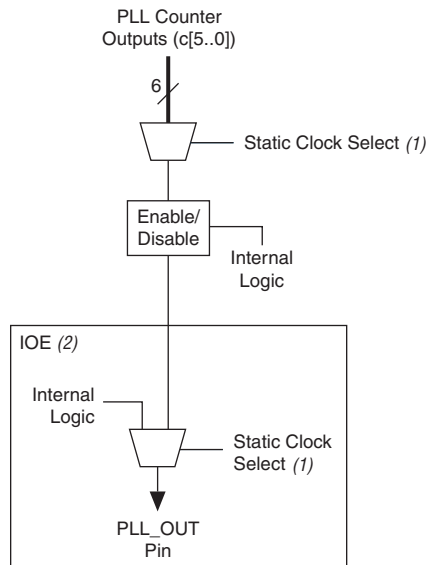 PLL Counter
Outputs (c[5..0])
6
Static Clock Select (1)
Enable/
Disable
Internal
Logic
IOE (2)
Internal
Logic
Static Clock
Select (1)
PLL_OUT
Pin